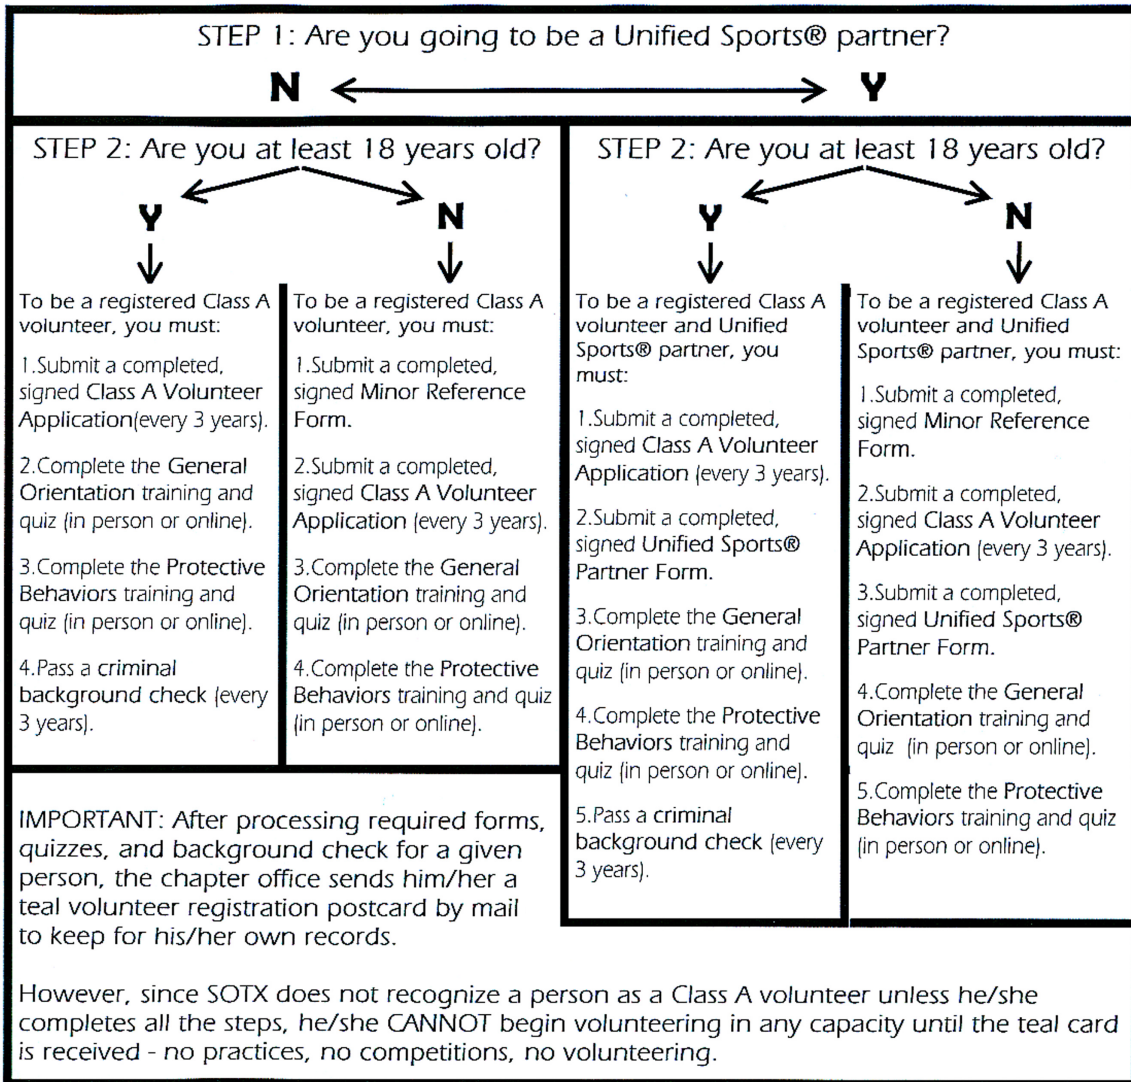 STEP 1: Are you going to be a Unified Sports® partner?
N Y
STEP 2: Are you at least 18 years old?
Y N
To be a registered Class A
volunteer, you must:
1.Submit a completed,
signed Class A Volunteer
Application(every 3 years).
2.Complete the General
Orientation training and
quiz (in person or online).
3.Complete the Protective
Behaviors training and
quiz (in person or online).
4.Pass a criminal
background check (every
3 years).
To be a registered Class A
volunteer, you must:
1.Submit a completed,
signed Minor Reference
Form.
2.Submit a completed,
signed Class A Volunteer
Application (every 3 years).
3.Complete the General
Orientation training and
quiz (in person or online).
4.Complete the Protective
Behaviors training and quiz
(in person or online).
STEP 2: Are you at least 18 years old?
Y N
To be a registered Class A
volunteer and Unified
Sports® partner, you
must:
1.Submit a completed,
signed Class A Volunteer
Application (every 3 years).
2.Submit a completed,
signed Unified Sports®
Partner Form.
3.Complete the General
Orientation training and
quiz (in person or online).
4.Complete the Protective
Behaviors training and
quiz (in person or online).
5.Pass a criminal
background check (every
3 years).
To be a registered Class A
volunteer and Unified
Sports® partner, you must:
1.Submit a completed,
signed Minor Reference
Form.
2.Submit a completed,
signed Class A Volunteer
Application (every 3 years).
3.Submit a completed,
signed Unified Sports®
Partner Form.
4.Complete the General
Orientation training and
quiz (in person or online).
5.Complete the Protective
Behaviors training and quiz
(in person or online).
IMPORTANT: After processing required forms,
quizzes, and background check for a given
person, the chapter office sends him/her a
teal volunteer registration postcard by mail
to keep for his/her own records.
However, since SOTX does not recognize a person as a Class A volunteer unless he/she
completes all the steps, he/she CANNOT begin volunteering in any capacity until the teal card
is received - no practices, no competitions, no volunteering.